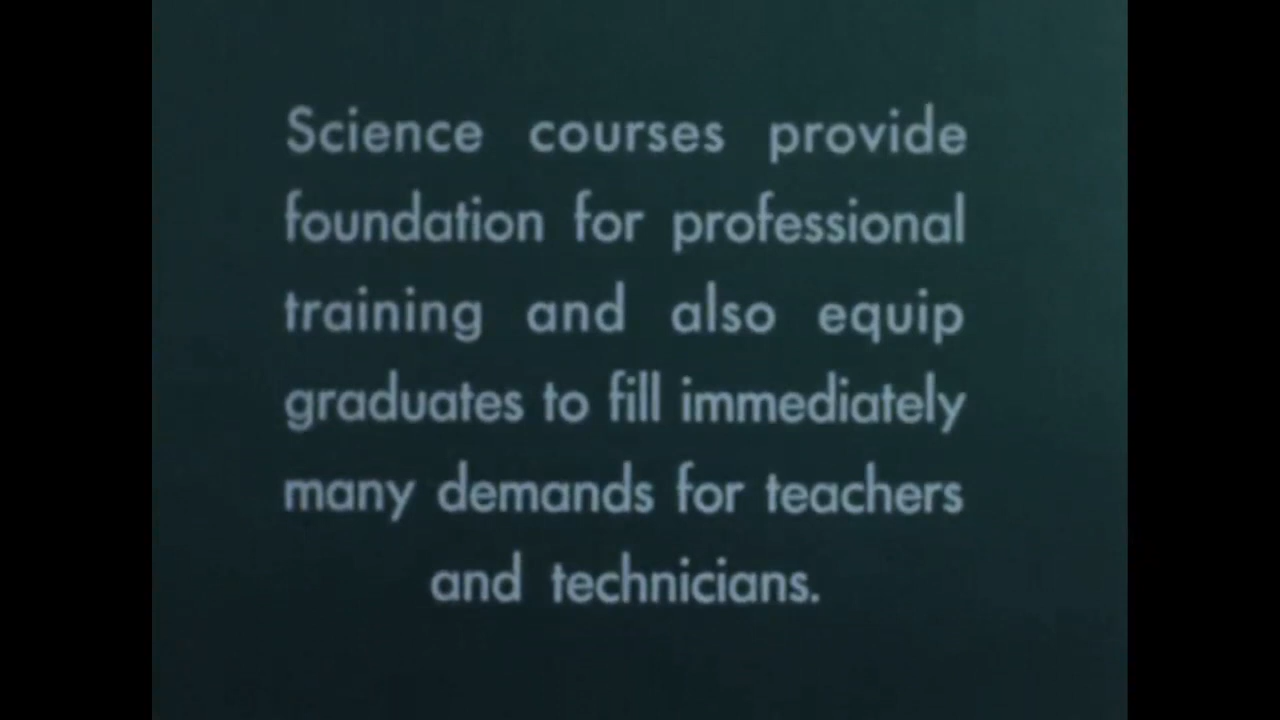 Science courses provide
foundation for professional
training and also equip
graduates to fill immediately
many demands for teachers
and technicians.